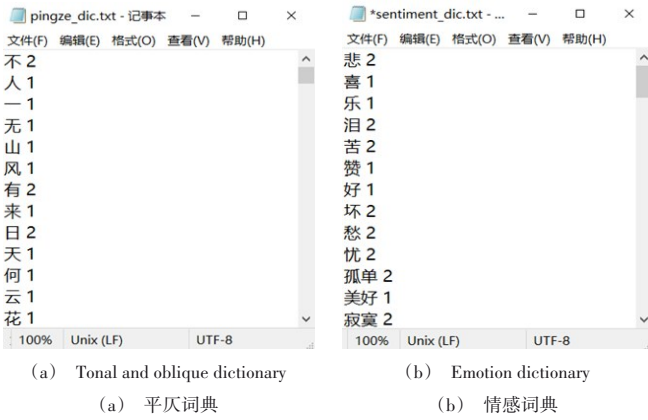 pingze_dic.txt - 记事本
文件(F) 编辑(E) 格式(O) 查看(V) 帮助(H)
不 2
人 1
一 1
无 1
山 1
风 1
有 2
来 1
日 2
天 1
何 1
云 1
花 1
100% Unix (LF) UTF-8
(a) Tonal and oblique dictionary
(a) 平仄词典
*sentiment_dic.txt - ...
文件(F) 编辑(E) 格式(O) 查看(V) 帮助(H)
悲 2
喜 1
乐 1
泪 2
苦 2
赞 1
好 1
坏 2
愁 2
忧 2
孤单 2
美好 1
寂寞 2
100% Unix (LF) UTF-8
(b) Emotion dictionary
(b) 情感词典